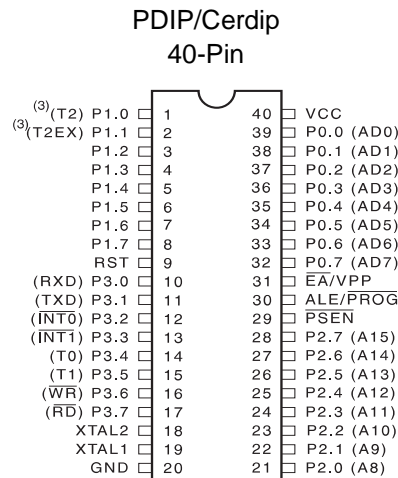 PDIP/Cerdip
40-Pin
(3)(T2) P1.0 1 40 VCC
(3)(T2EX) P1.1 2 39 P0.0 (AD0)
P1.2 3 38 P0.1 (AD1)
P1.3 4 37 P0.2 (AD2)
P1.4 5 36 P0.3 (AD3)
P1.5 6 35 P0.4 (AD4)
P1.6 7 34 P0.5 (AD5)
P1.7 8 33 P0.6 (AD6)
RST 9 32 P0.7 (AD7)
(RXD) P3.0 10 31 E̅A̅/VPP
(TXD) P3.1 11 30 ALE/P̅R̅O̅G̅
(I̅N̅T̅0̅) P3.2 12 29 P̅S̅E̅N̅
(I̅N̅T̅1̅) P3.3 13 28 P2.7 (A15)
(T0) P3.4 14 27 P2.6 (A14)
(T1) P3.5 15 26 P2.5 (A13)
(W̅R̅) P3.6 16 25 P2.4 (A12)
(R̅D̅) P3.7 17 24 P2.3 (A11)
XTAL2 18 23 P2.2 (A10)
XTAL1 19 22 P2.1 (A9)
GND 20 21 P2.0 (A8)